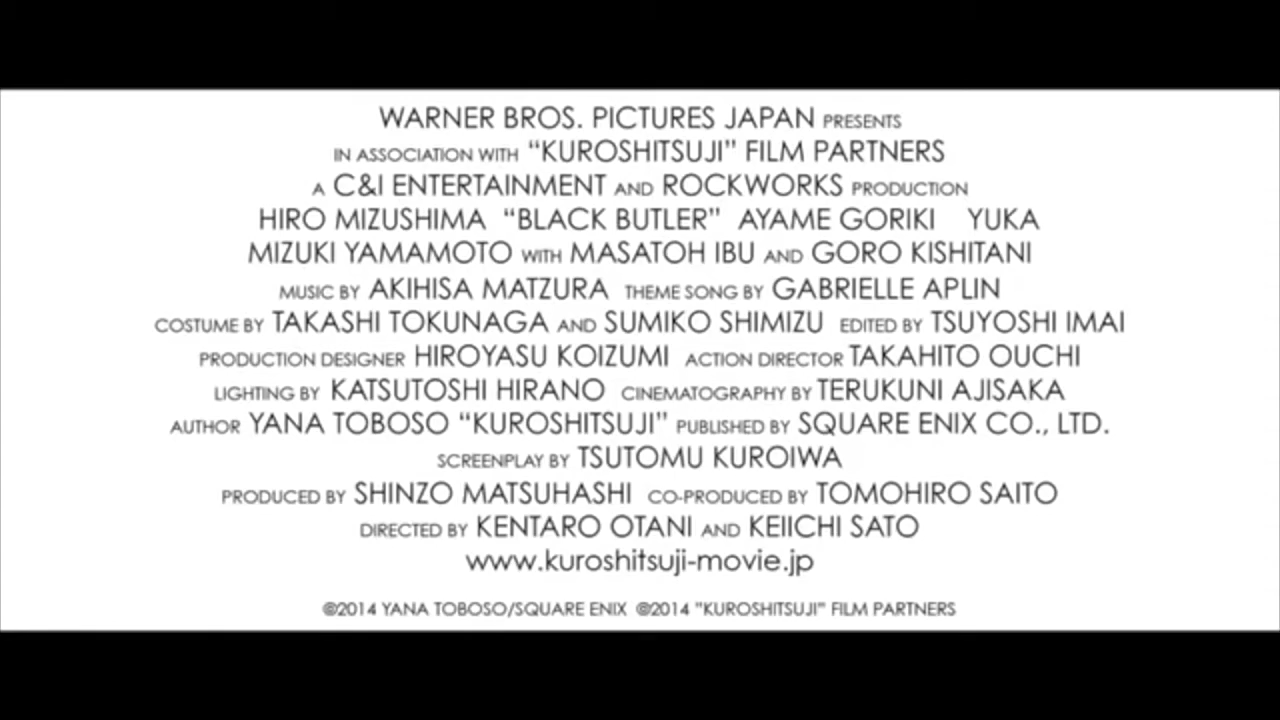 WARNER BROS. PICTURES JAPAN PRESENTS
IN ASSOCIATION WITH “KUROSHITSUJI” FILM PARTNERS
A C&I ENTERTAINMENT AND ROCKWORKS PRODUCTION
HIRO MIZUSHIMA “BLACK BUTLER” AYAME GORIKI YUKA
MIZUKI YAMAMOTO WITH MASATOH IBU AND GORO KISHITANI
MUSIC BY AKIHISA MATZURA THEME SONG BY GABRIELLE APLIN
COSTUME BY TAKASHI TOKUNAGA AND SUMIKO SHIMIZU EDITED BY TSUYOSHI IMAI
PRODUCTION DESIGNER HIROYASU KOIZUMI ACTION DIRECTOR TAKAHITO OUCHI
LIGHTING BY KATSUTOSHI HIRANO CINEMATOGRAPHY BY TERUKUNI AJISAKA
AUTHOR YANA TOBOSO “KUROSHITSUJI” PUBLISHED BY SQUARE ENIX CO., LTD.
SCREENPLAY BY TSUTOMU KUROIWA
PRODUCED BY SHINZO MATSUHASHI CO-PRODUCED BY TOMOHIRO SAITO
DIRECTED BY KENTARO OTANI AND KEIICHI SATO
www.kuroshitsuji-movie.jp
©2014 YANA TOBOSO/SQUARE ENIX ©2014 ”KUROSHITSUJI” FILM PARTNERS